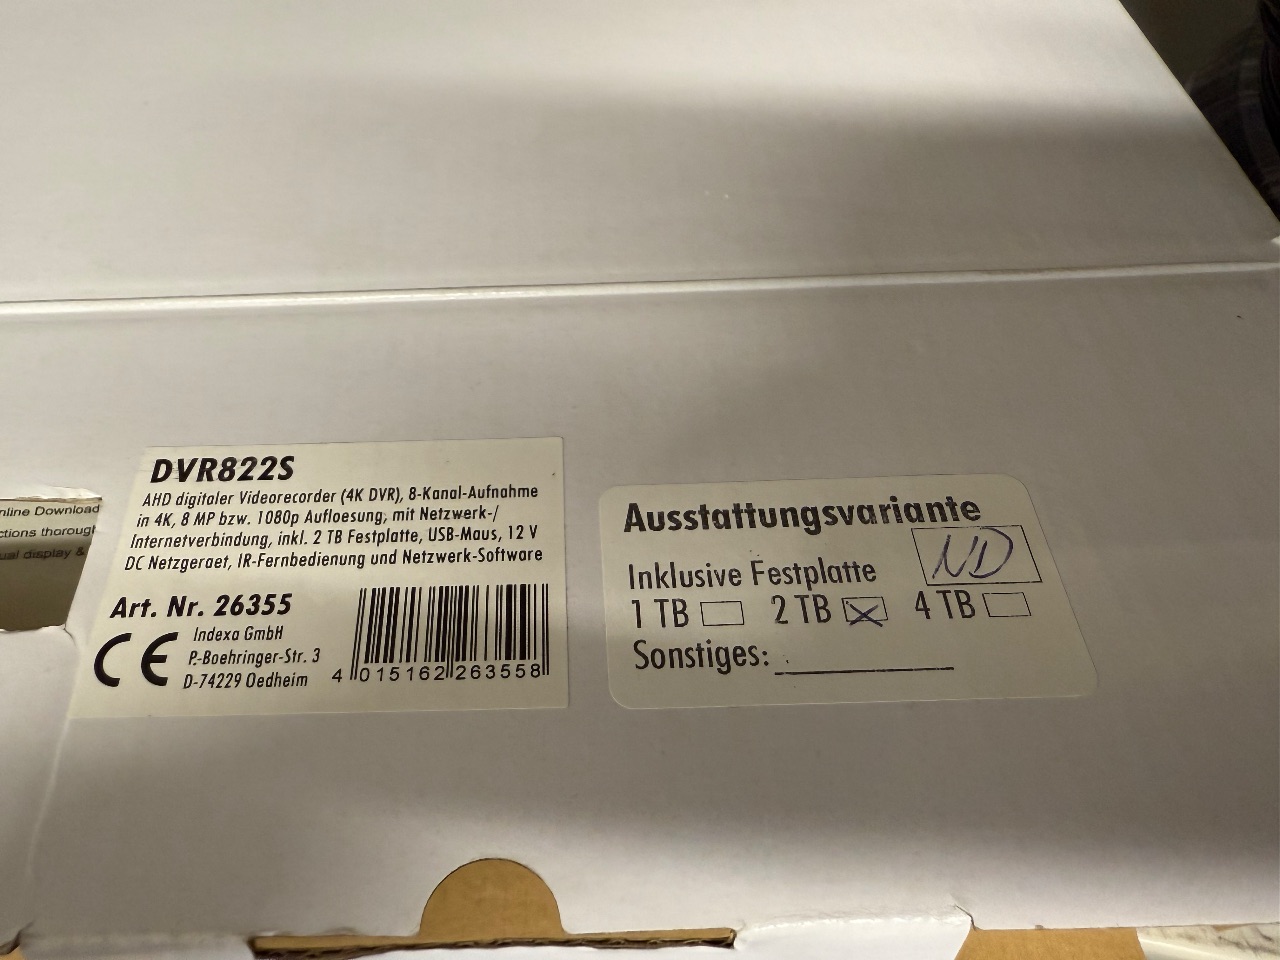 nline Download
ctions thorough
ual display &
DVR822S
AHD digitaler Videorecorder (4K DVR), 8-Kanal-Aufnahme
in 4K, 8 MP bzw. 1080p Aufloesung, mit Netzwerk-/
Internetverbindung, inkl. 2 TB Festplatte, USB-Maus, 12 V
DC Netzgeraet, IR-Fernbedienung und Netzwerk-Software
Art. Nr. 26355
CE
Indexa GmbH
P.-Boehringer-Str. 3
D-74229 Oedheim
4 015162 263558
Ausstattungsvariante
ND
Inklusive Festplatte
1 TB 2 TB 4 TB
Sonstiges: